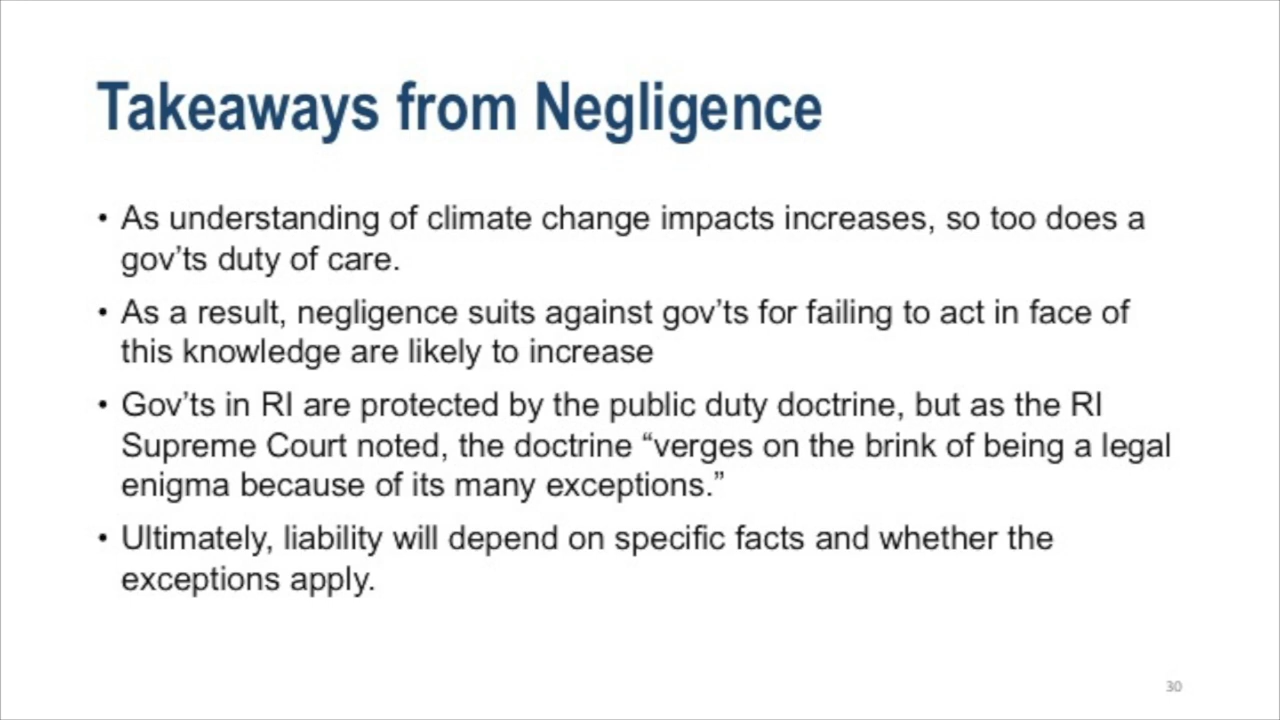 Takeaways from Negligence
• As understanding of climate change impacts increases, so too does a
gov’ts duty of care.
• As a result, negligence suits against gov’ts for failing to act in face of
this knowledge are likely to increase
• Gov’ts in RI are protected by the public duty doctrine, but as the RI
Supreme Court noted, the doctrine “verges on the brink of being a legal
enigma because of its many exceptions.”
• Ultimately, liability will depend on specific facts and whether the
exceptions apply.
30